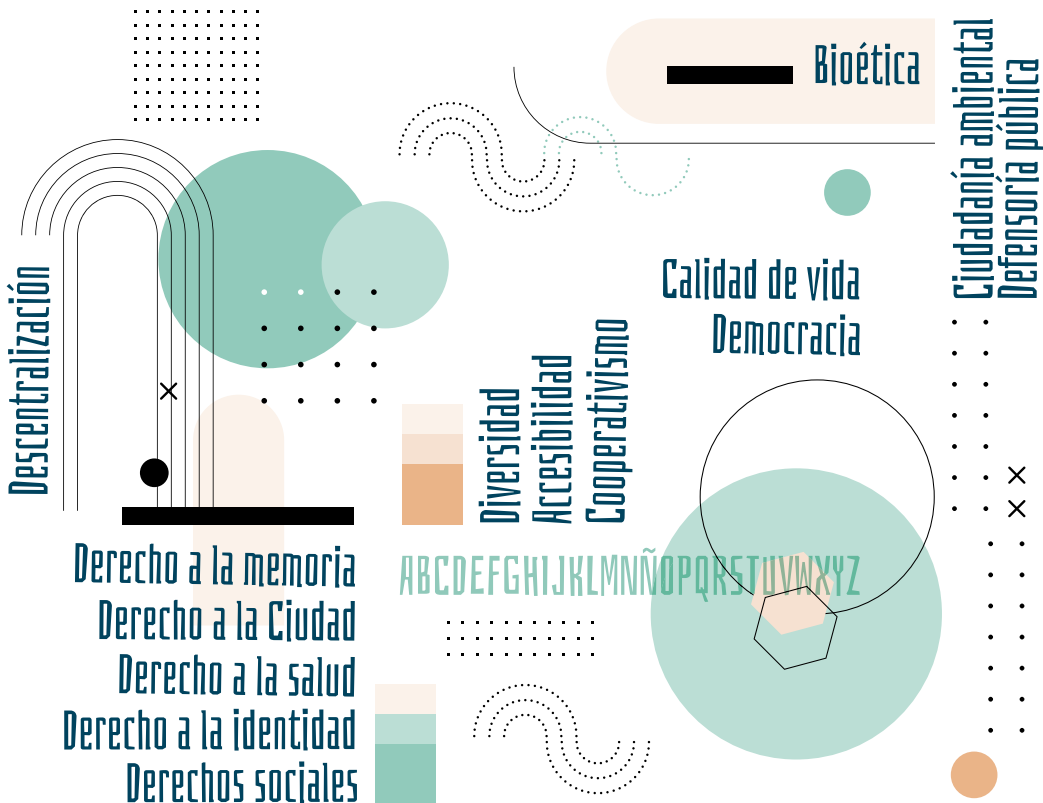 Bioética
Ciudadanía ambiental
Defensoría pública
Calidad de vida
Democracia
Descentralización
Diversidad
Accesibilidad
Cooperativismo
Derecho a la memoria
Derecho a la Ciudad
Derecho a la salud
Derecho a la identidad
Derechos sociales
ABCDEFGHIJKLMNÑOPQRSTUVWXYZ